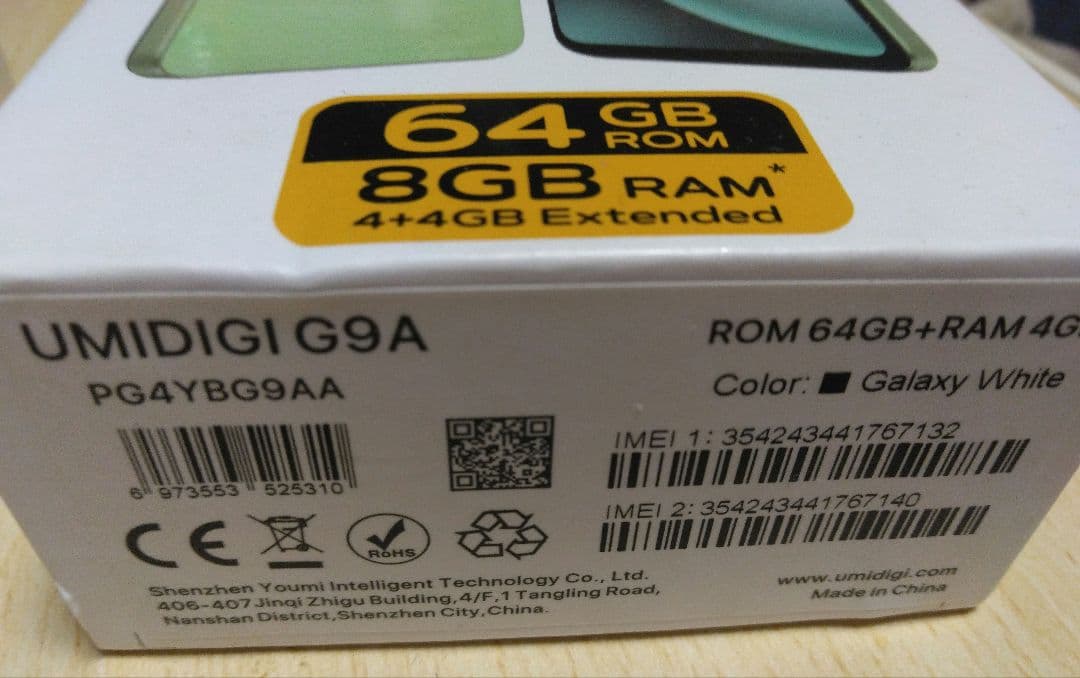 64 GB
ROM
8GB RAM*
4+4GB Extended
UMIDIGI G9A
PG4YBG9AA
ROM 64GB+RAM 4G
Color: Galaxy White
IMEI 1: 354243441767132
IMEI 2: 354243441767140
6 973553 525310
CE
RoHS
Shenzhen Youmi Intelligent Technology Co., Ltd.
406-407 Jinqi Zhigu Building,4/F,1 Tangling Road,
Nanshan District,Shenzhen City,China.
www.umidigi.com
Made in China